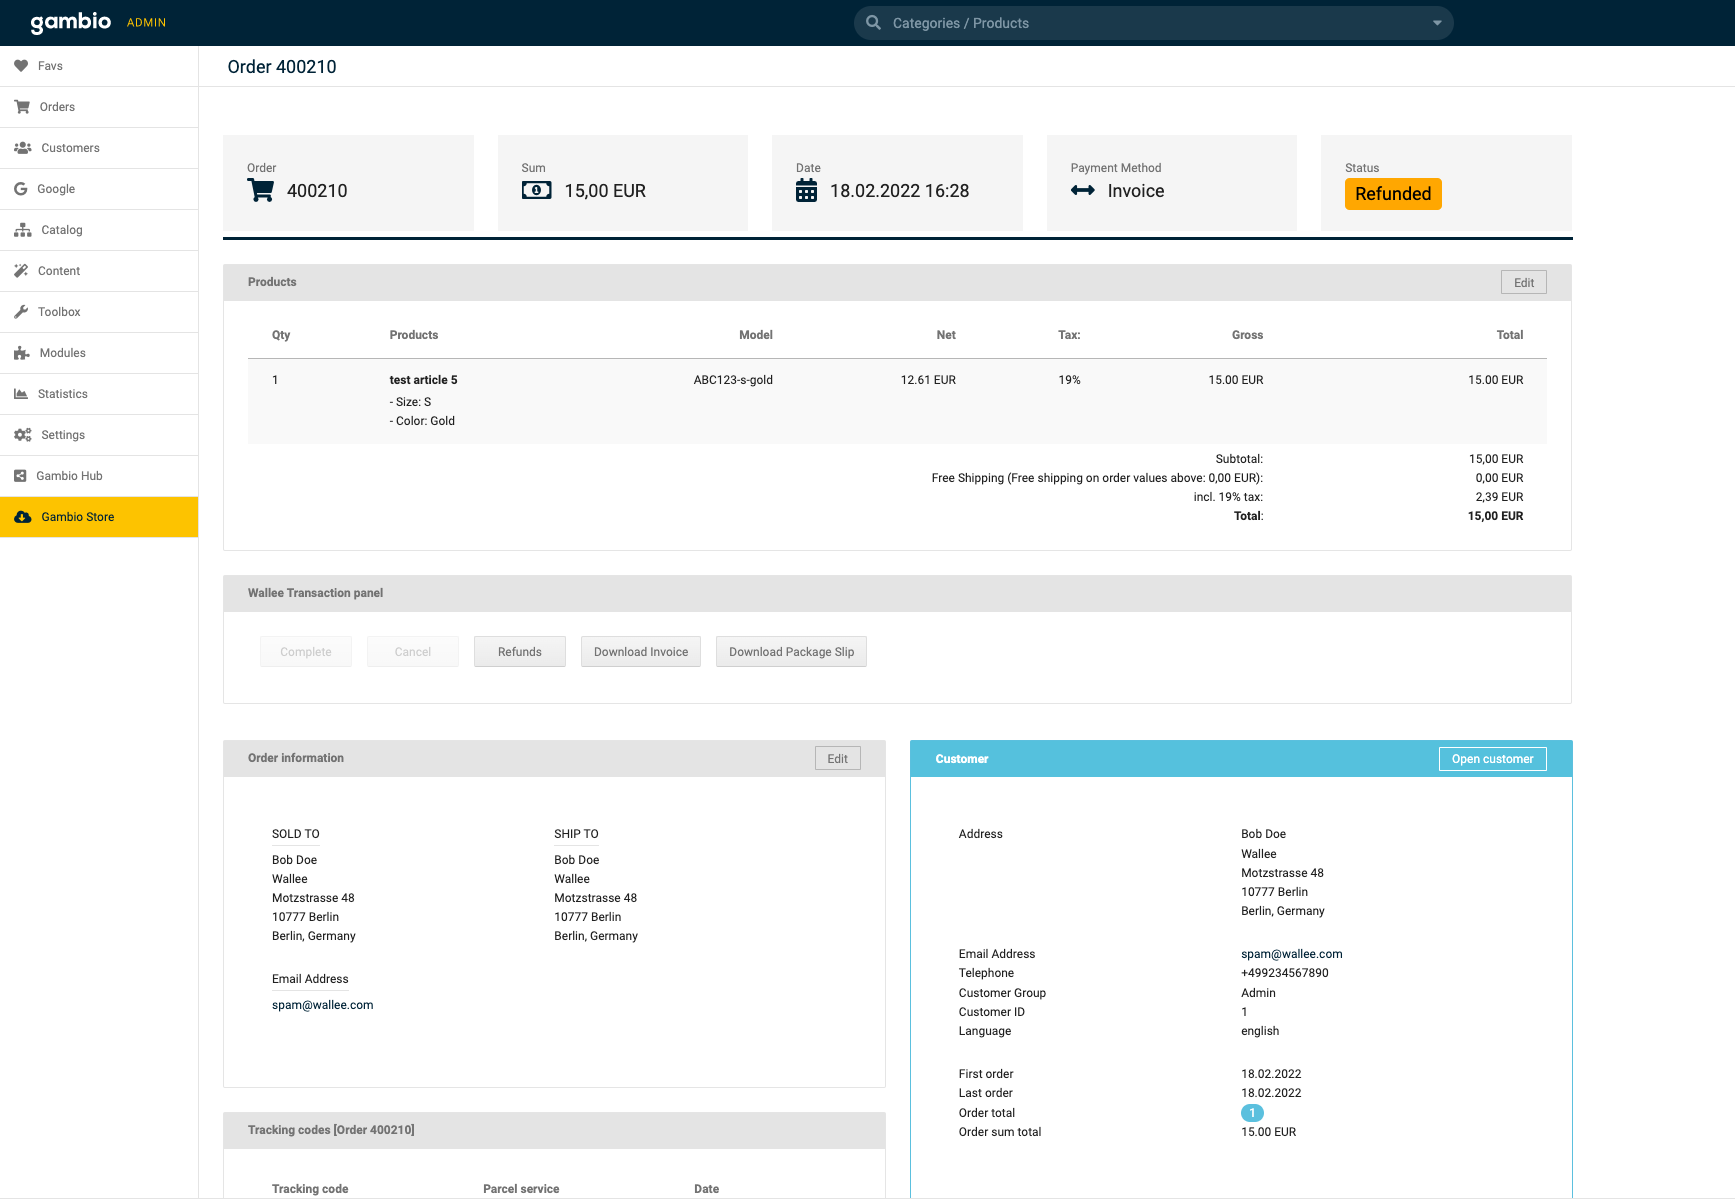 gambio ADMIN
Categories / Products
Favs
Orders
Customers
Google
Catalog
Content
Toolbox
Modules
Statistics
Settings
Gambio Hub
Gambio Store
Order 400210
Order
400210
Sum
15,00 EUR
Date
18.02.2022 16:28
Payment Method
Invoice
Status
Refunded
Products Edit
Qty Products Model Net Tax: Gross Total
1 test article 5 ABC123-s-gold 12.61 EUR 19% 15.00 EUR 15.00 EUR
- Size: S
- Color: Gold
Subtotal: 15,00 EUR
Free Shipping (Free shipping on order values above: 0,00 EUR): 0,00 EUR
incl. 19% tax: 2,39 EUR
Total: 15,00 EUR
Wallee Transaction panel
Complete Cancel Refunds Download Invoice Download Package Slip
Order information Edit
SOLD TO
Bob Doe
Wallee
Motzstrasse 48
10777 Berlin
Berlin, Germany
SHIP TO
Bob Doe
Wallee
Motzstrasse 48
10777 Berlin
Berlin, Germany
Email Address
spam@wallee.com
Customer Open customer
Address Bob Doe
Wallee
Motzstrasse 48
10777 Berlin
Berlin, Germany
Email Address spam@wallee.com
Telephone +499234567890
Customer Group Admin
Customer ID 1
Language english
First order 18.02.2022
Last order 18.02.2022
Order total 1
Order sum total 15.00 EUR
Tracking codes [Order 400210]
Tracking code Parcel service Date